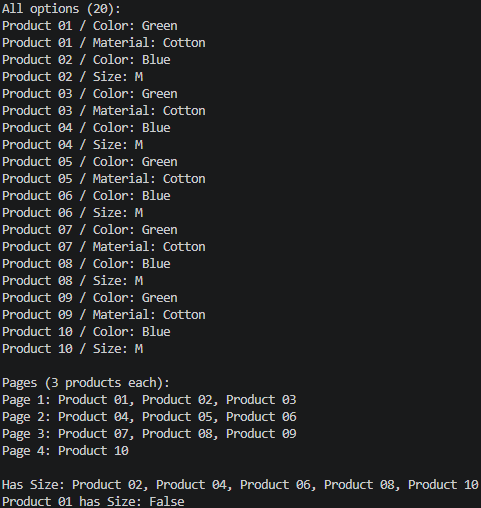 All options (20):
Product 01 / Color: Green
Product 01 / Material: Cotton
Product 02 / Color: Blue
Product 02 / Size: M
Product 03 / Color: Green
Product 03 / Material: Cotton
Product 04 / Color: Blue
Product 04 / Size: M
Product 05 / Color: Green
Product 05 / Material: Cotton
Product 06 / Color: Blue
Product 06 / Size: M
Product 07 / Color: Green
Product 07 / Material: Cotton
Product 08 / Color: Blue
Product 08 / Size: M
Product 09 / Color: Green
Product 09 / Material: Cotton
Product 10 / Color: Blue
Product 10 / Size: M
Pages (3 products each):
Page 1: Product 01, Product 02, Product 03
Page 2: Product 04, Product 05, Product 06
Page 3: Product 07, Product 08, Product 09
Page 4: Product 10
Has Size: Product 02, Product 04, Product 06, Product 08, Product 10
Product 01 has Size: False